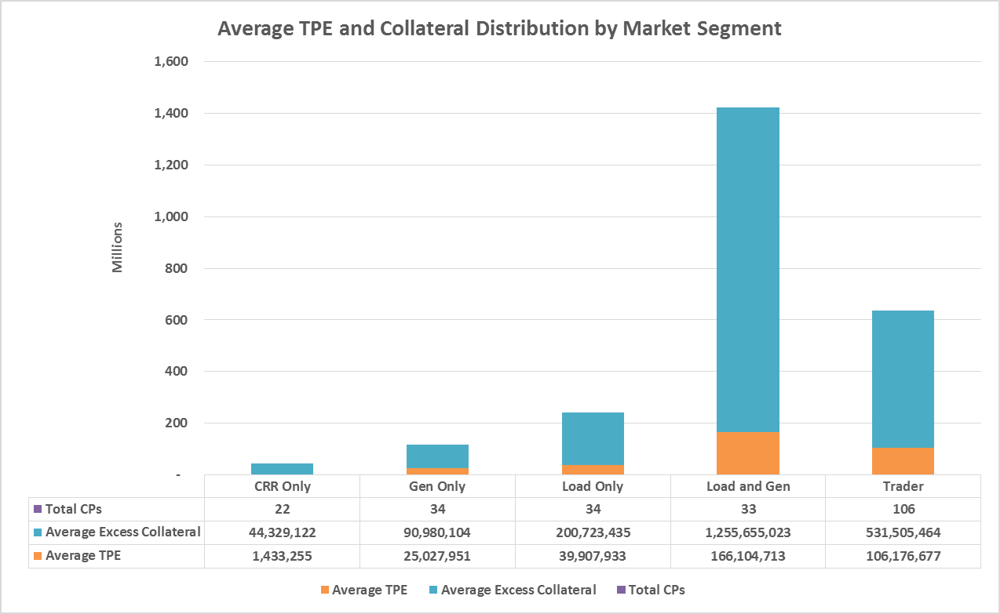 Average TPE and Collateral Distribution by Market Segment
1,600
1,400
1,200
1,000
800
600
400
200
-
Millions
CRR Only Gen Only Load Only Load and Gen Trader
Total CPs 22 34 34 33 106
Average Excess Collateral 44,329,122 90,980,104 200,723,435 1,255,655,023 531,505,464
Average TPE 1,433,255 25,027,951 39,907,933 166,104,713 106,176,677
Average TPE Average Excess Collateral Total CPs